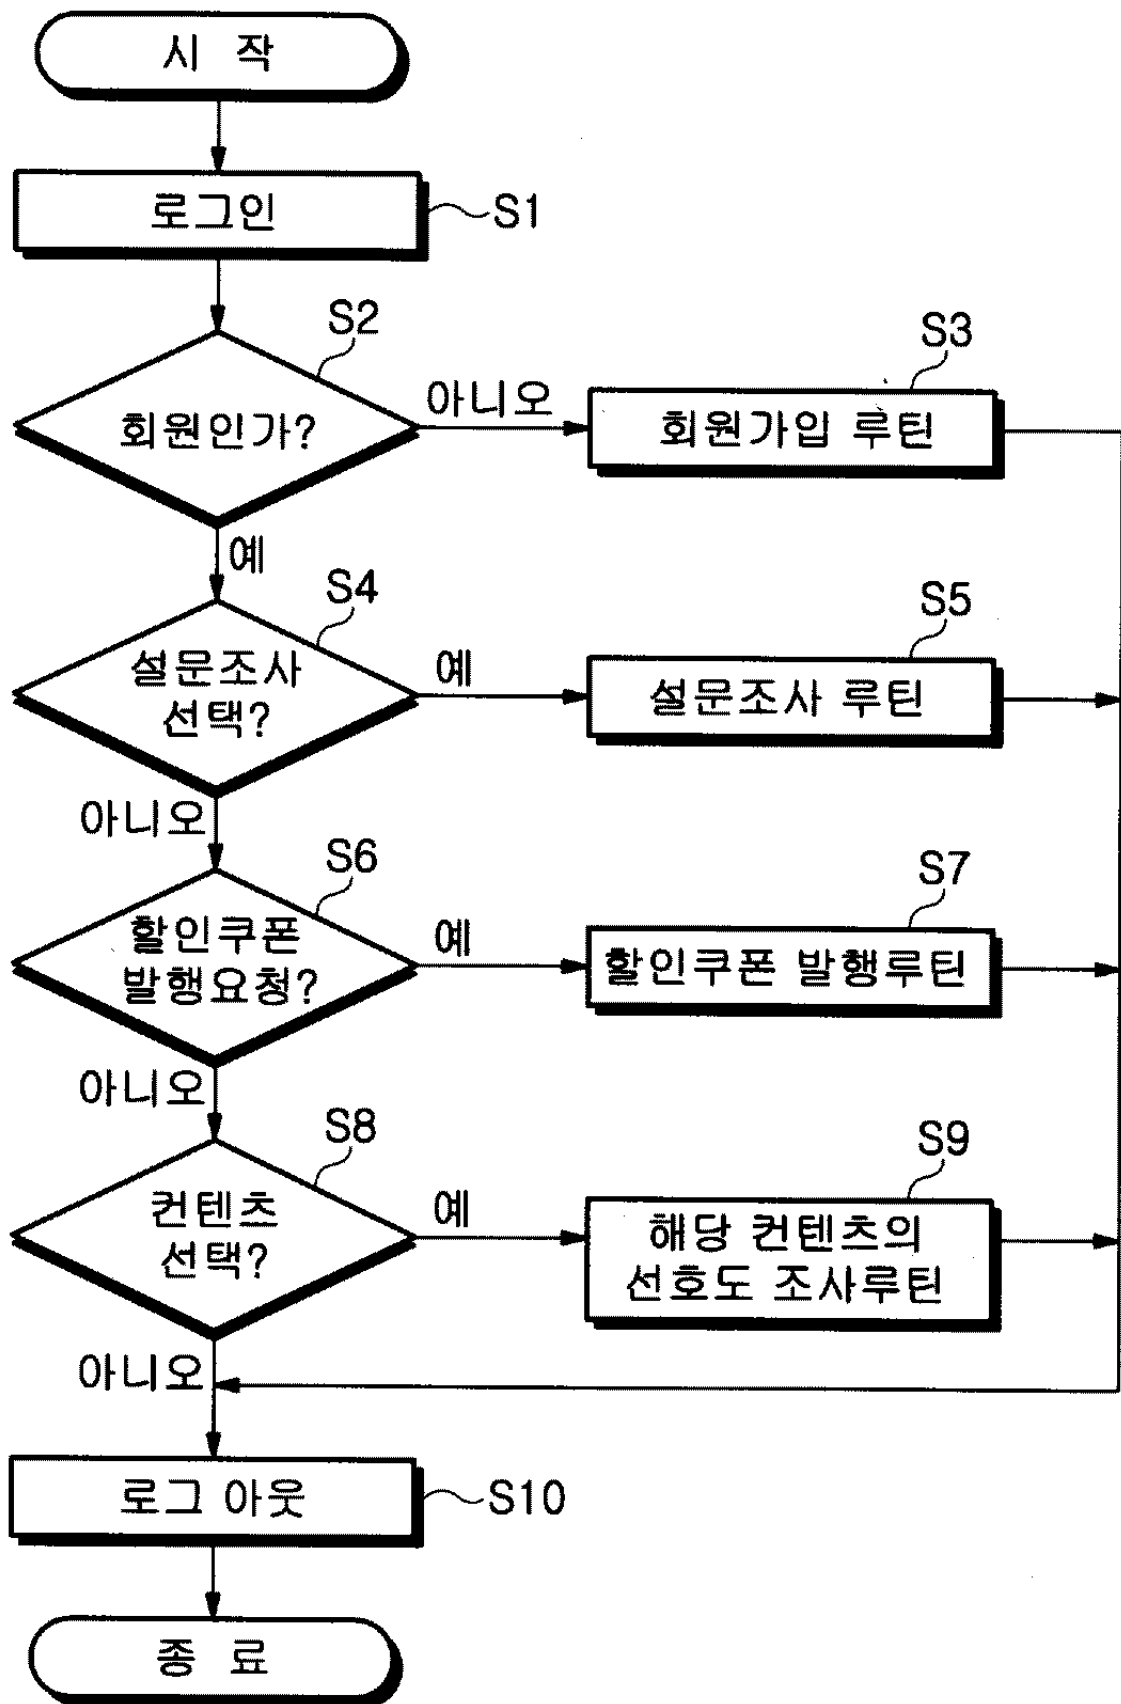 시 작
로그인
S1
S2
회원인가?
아니오
S3
회원가입 루틴
예
S4
설문조사
선택?
예
S5
설문조사 루틴
아니오
S6
할인쿠폰
발행요청?
예
S7
할인쿠폰 발행루틴
아니오
S8
컨텐츠
선택?
예
S9
해당 컨텐츠의
선호도 조사루틴
아니오
로그 아웃
S10
종 료